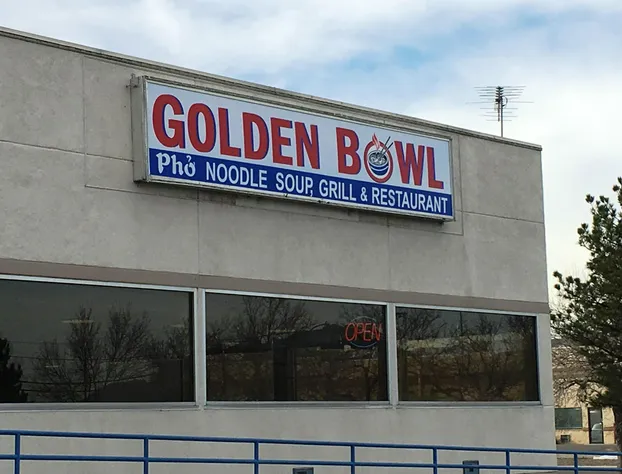 GOLDEN BOWL
Phở NOODLE SOUP, GRILL & RESTAURANT
OPEN